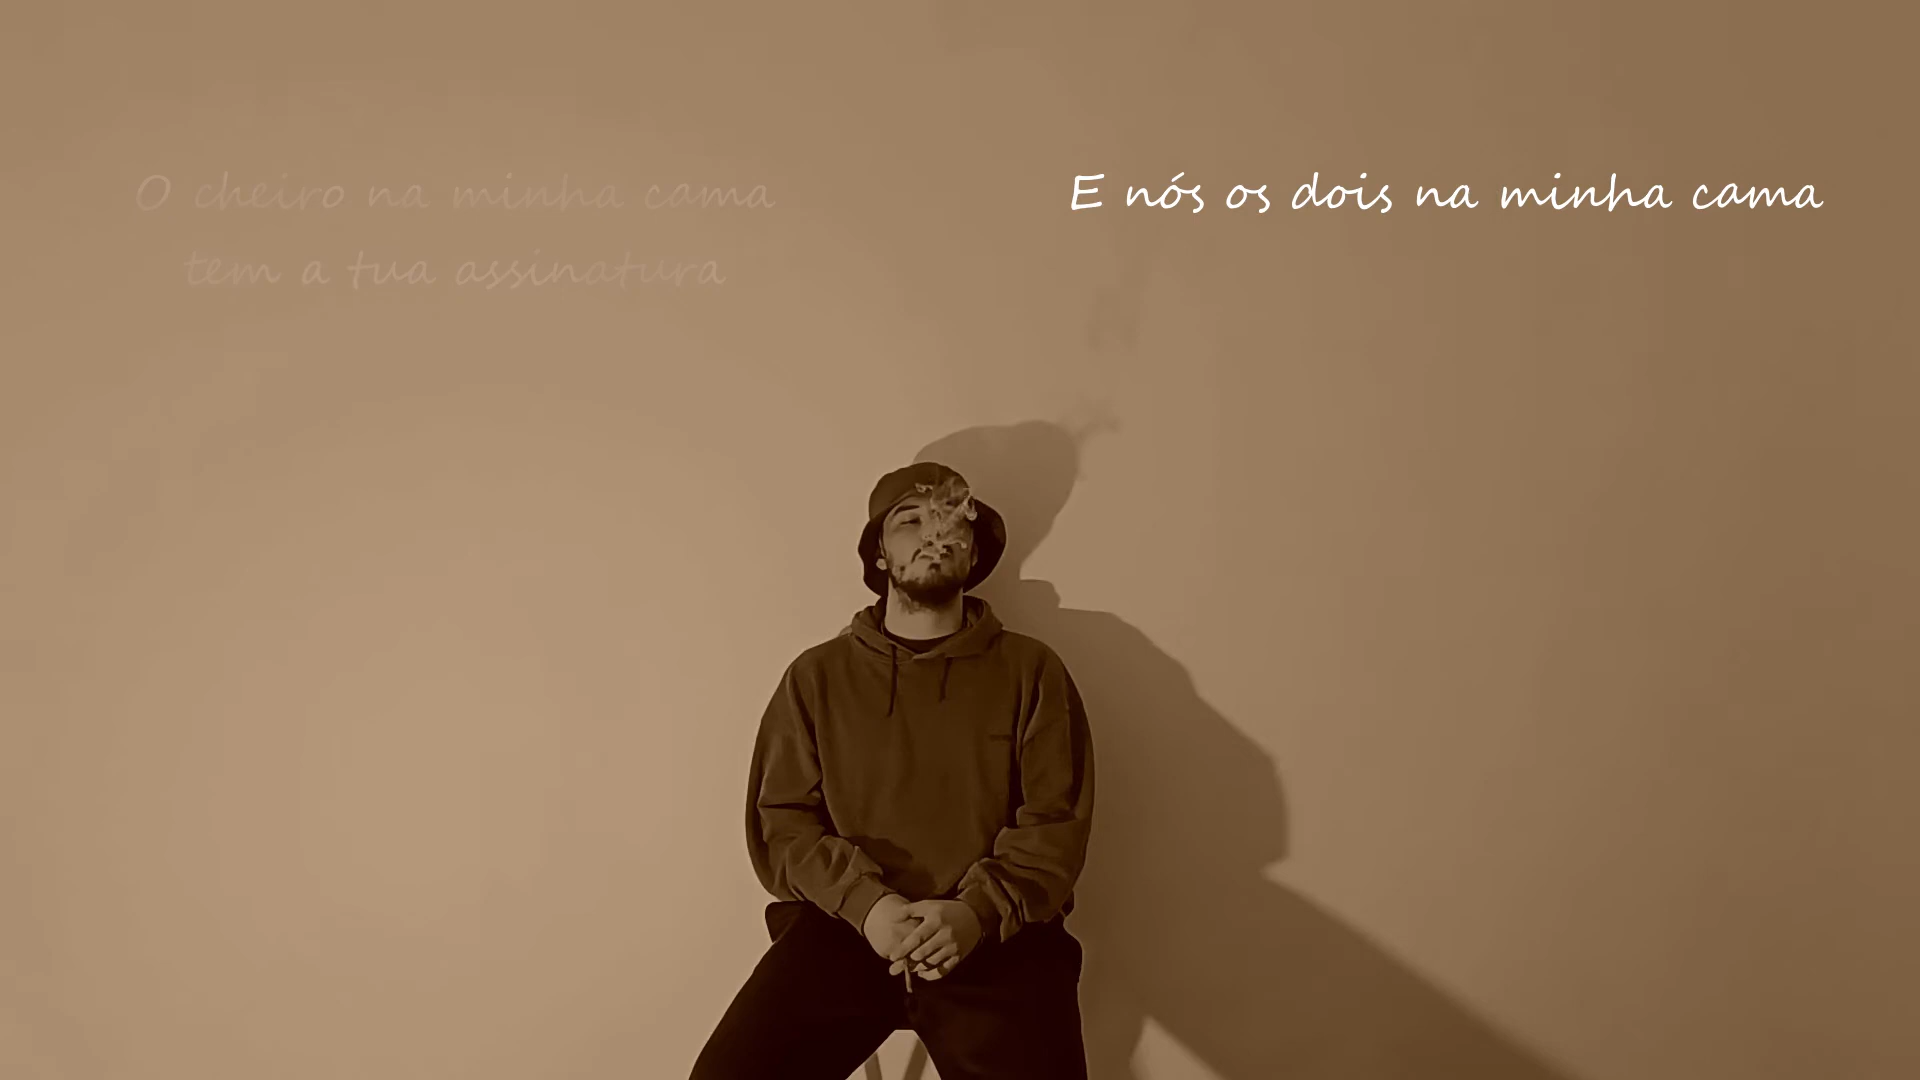 O cheiro na minha cama
tem a tua assinatura
E nós os dois na minha cama